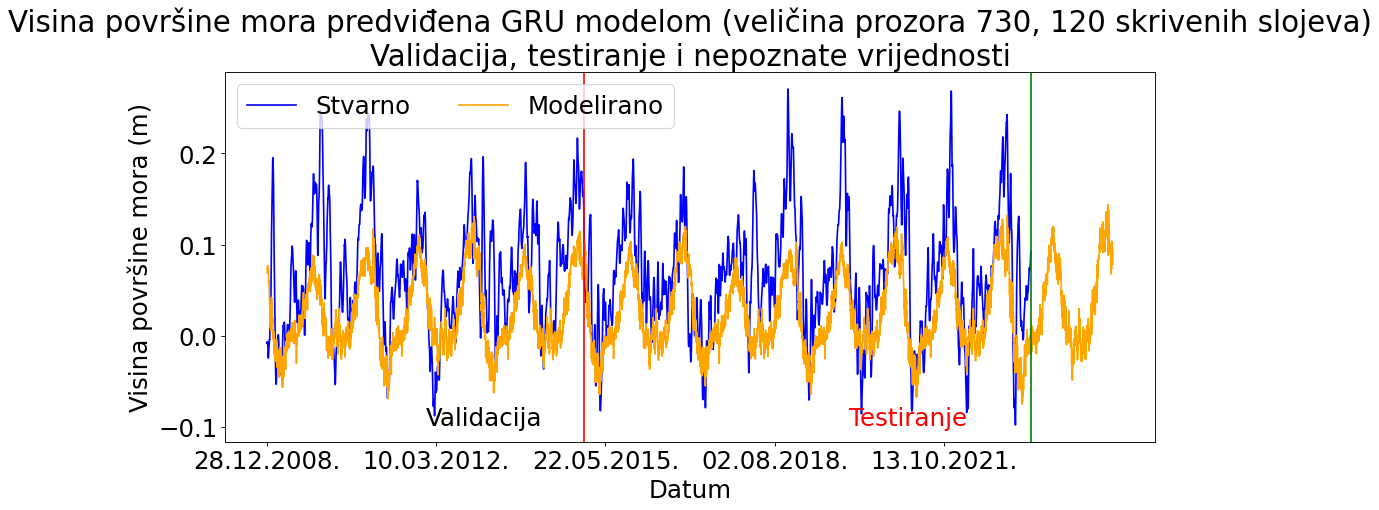 Visina površine mora predviđena GRU modelom (veličina prozora 730, 120 skrivenih slojeva)
Validacija, testiranje i nepoznate vrijednosti
Stvarno
Modelirano
Visina površine mora (m)
0.2
0.1
0.0
−0.1
Validacija
Testiranje
28.12.2008.
10.03.2012.
22.05.2015.
02.08.2018.
13.10.2021.
Datum